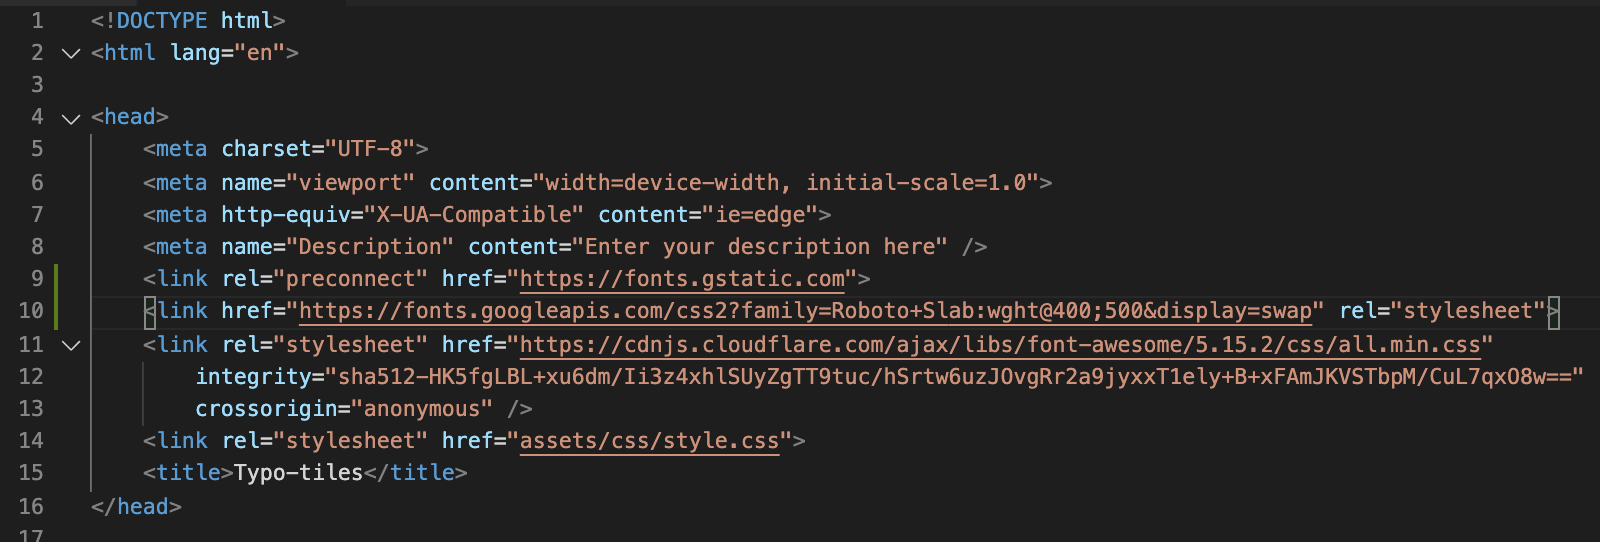 1 <!DOCTYPE html>
2 <html lang="en">
3
4 <head>
5 <meta charset="UTF-8">
6 <meta name="viewport" content="width=device-width, initial-scale=1.0">
7 <meta http-equiv="X-UA-Compatible" content="ie=edge">
8 <meta name="Description" content="Enter your description here" />
9 <link rel="preconnect" href="https://fonts.gstatic.com">
10 <link href="https://fonts.googleapis.com/css2?family=Roboto+Slab:wght@400;500&display=swap" rel="stylesheet">
11 <link rel="stylesheet" href="https://cdnjs.cloudflare.com/ajax/libs/font-awesome/5.15.2/css/all.min.css"
12 integrity="sha512-HK5fgLBL+xu6dm/Ii3z4xhlSUyZgTT9tuc/hSrtw6uzJOvgRr2a9jyxxT1ely+B+xFAmJKVSTbpM/CuL7qxO8w=="
13 crossorigin="anonymous" />
14 <link rel="stylesheet" href="assets/css/style.css">
15 <title>Typo-tiles</title>
16 </head>
17